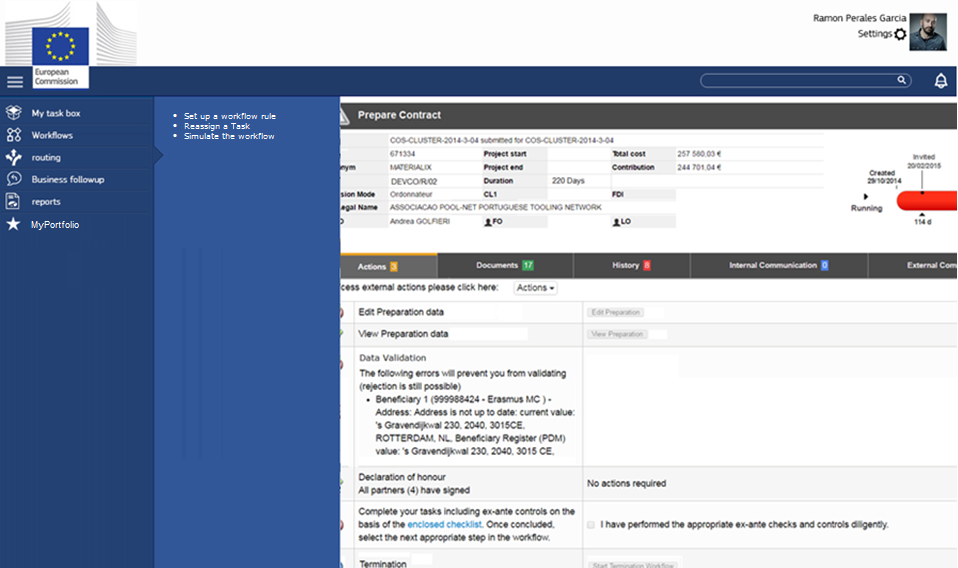 Ramon Perales Garcia
Settings
European
Commission
My task box
Workflows
routing
Business followup
reports
MyPortfolio
Set up a workflow rule
Reassign a Task
Simulate the workflow
Prepare Contract
COS-CLUSTER-2014-3-04 submitted for COS-CLUSTER-2014-3-04
671334 Project start Total cost 257 580,03 €
onym MATERIALIX Project end Contribution 244 701,04 €
DEVCO/R/02 Duration 220 Days
sion Mode Ordonnateur CL1 FDI
Legal Name ASSOCIACAO POOL-NET PORTUGUESE TOOLING NETWORK
O Andrea GOLFIERI FO LO
Invited
20/02/2015
Created
29/10/2014
Running
114 d
Actions 3 Documents 17 History 8 Internal Communication 0 External Com
cess external actions please click here: Actions
Edit Preparation data Edit Preparation
View Preparation data View Preparation
Data Validation
The following errors will prevent you from validating
(rejection is still possible)
• Beneficiary 1 (999988424 - Erasmus MC ) -
Address: Address is not up to date: current value:
's Gravendijkwal 230, 2040, 3015CE,
ROTTERDAM, NL, Beneficiary Register (PDM)
value: 's Gravendijkwal 230, 2040, 3015 CE,
Declaration of honour
All partners (4) have signed
No actions required
Complete your tasks including ex-ante controls on the
basis of the enclosed checklist. Once concluded,
select the next appropriate step in the workflow.
I have performed the appropriate ex-ante checks and controls diligently.
Termination Start Termination Workflow